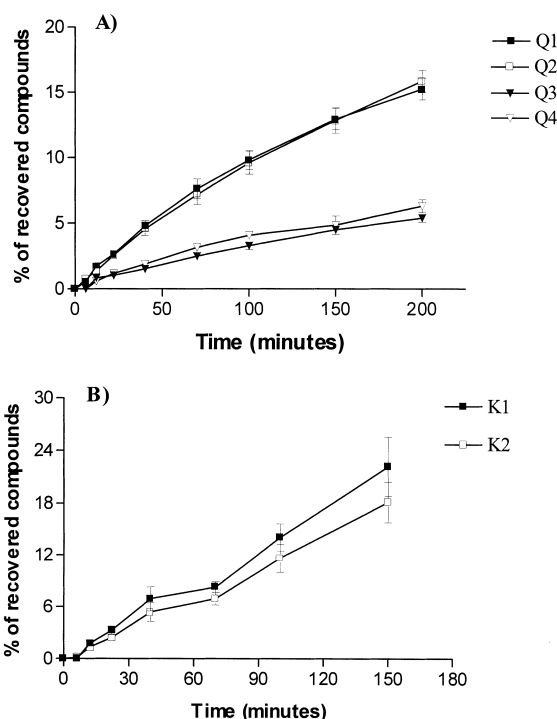 A)
% of recovered compounds
20
15
10
5
0
0 50 100 150 200
Time (minutes)
Q1
Q2
Q3
Q4
B)
% of recovered compounds
30
24
18
12
6
0
0 30 60 90 120 150 180
Time (minutes)
K1
K2